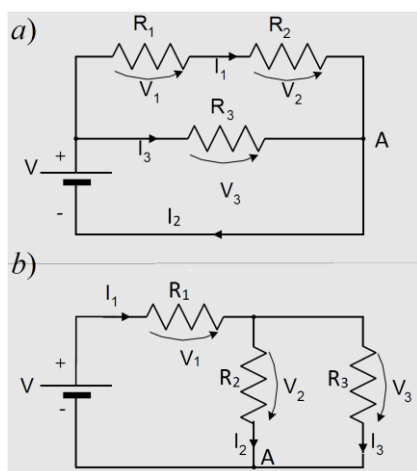 a)
R₁ R₂
I₁
V₁ V₂
R₃
A
I₃
V +
V₃
- I₂
b)
I₁ R₁
V₁
+ R₂ V₂ R₃ V₃
V
-
I₂ A I₃